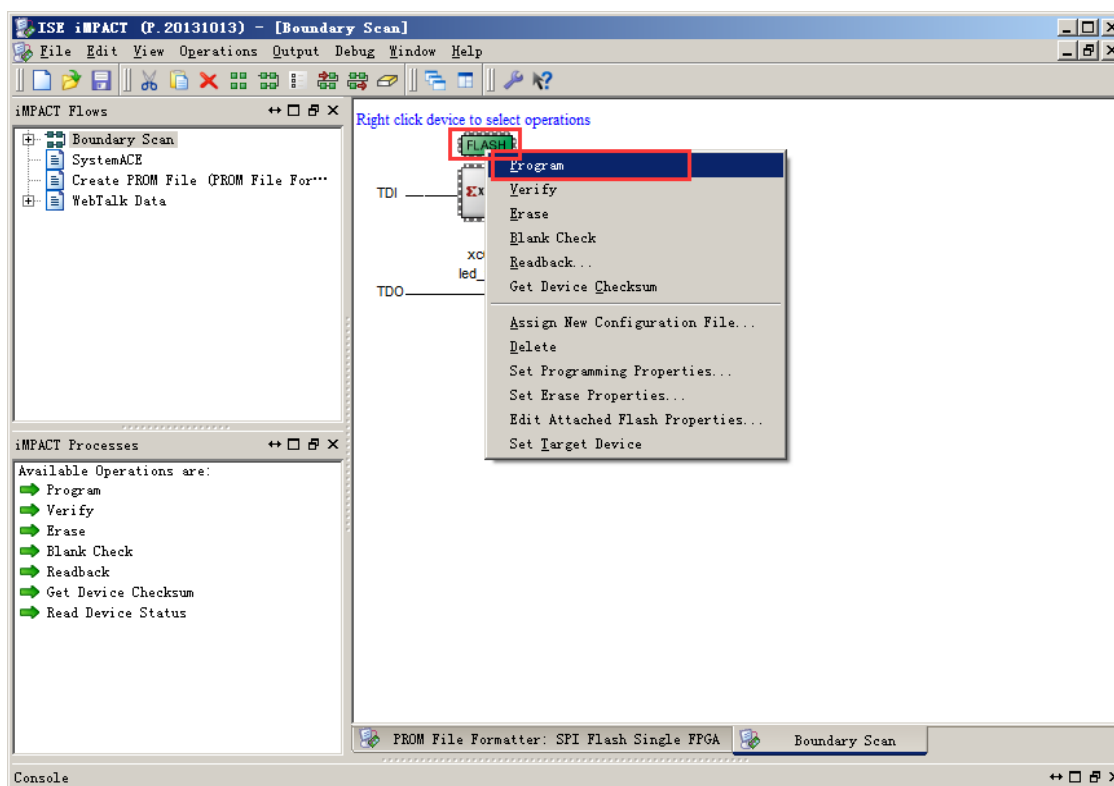 ISE iMPACT (P.20131013) - [Boundary Scan]
File Edit View Operations Output Debug Window Help
iMPACT Flows
Boundary Scan
SystemACE
Create PROM File (PROM File For...
WebTalk Data
iMPACT Processes
Available Operations are:
Program
Verify
Erase
Blank Check
Readback
Get Device Checksum
Read Device Status
Right click device to select operations
FLASH
TDI
TDO
led_
Program
Verify
Erase
Blank Check
Readback...
Get Device Checksum
Assign New Configuration File...
Delete
Set Programming Properties...
Set Erase Properties...
Edit Attached Flash Properties...
Set Target Device
PROM File Formatter: SPI Flash Single FPGA
Boundary Scan
Console